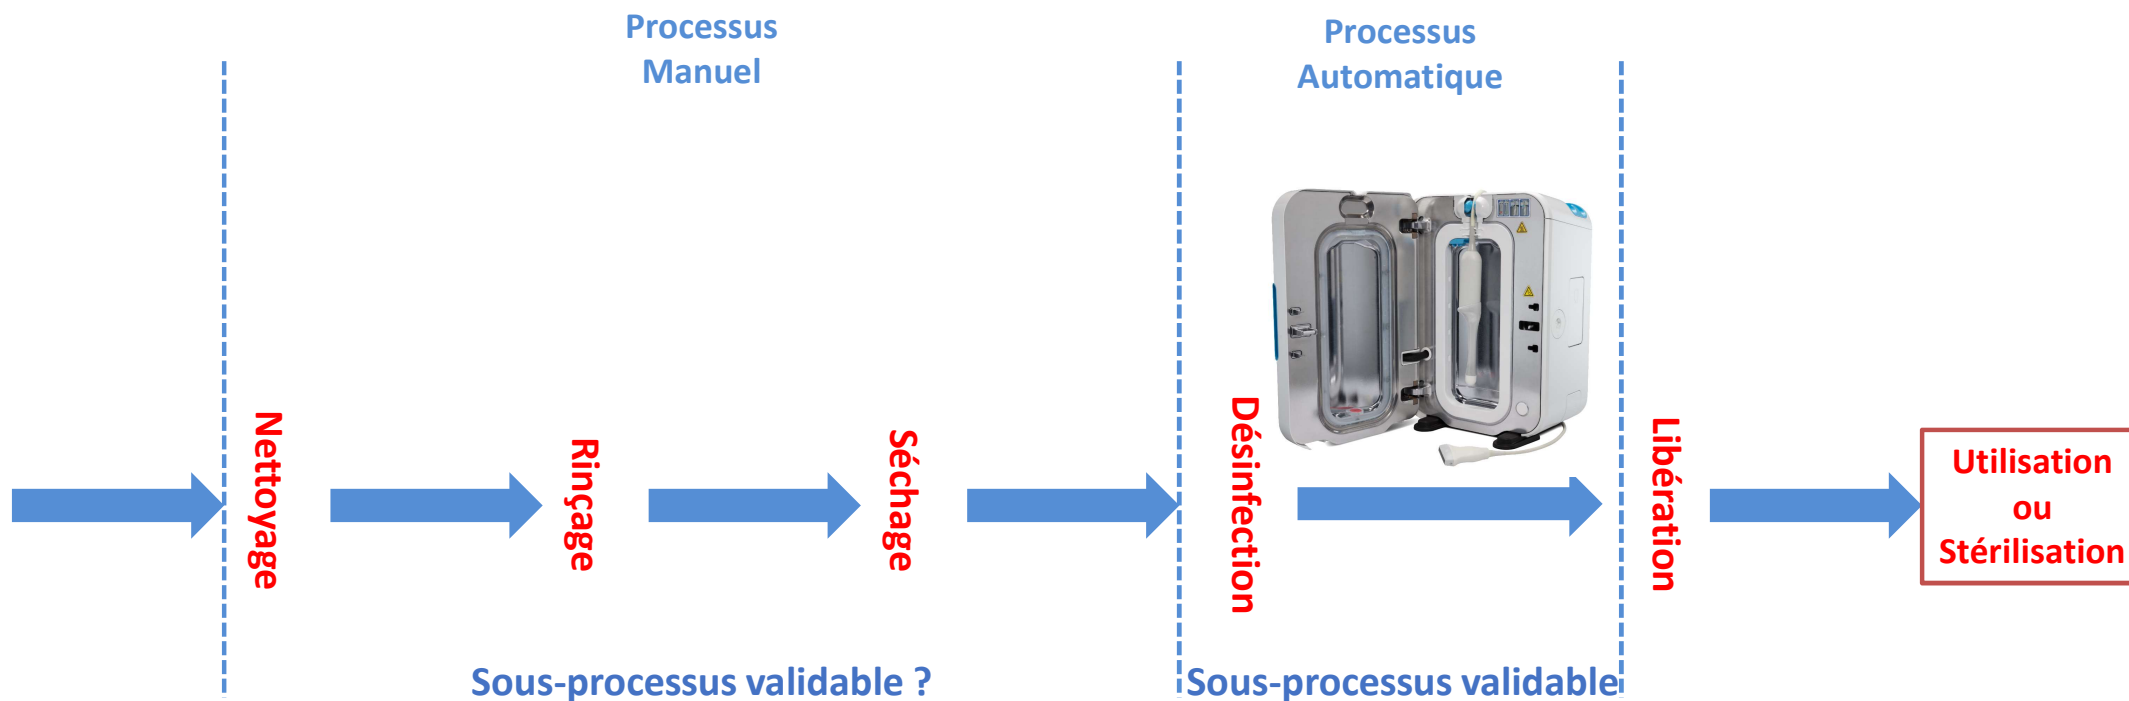 Processus
Manuel
Processus
Automatique
Nettoyage
Rinçage
Séchage
Désinfection
Libération
Utilisation
ou
Stérilisation
Sous-processus validable ?
Sous-processus validable